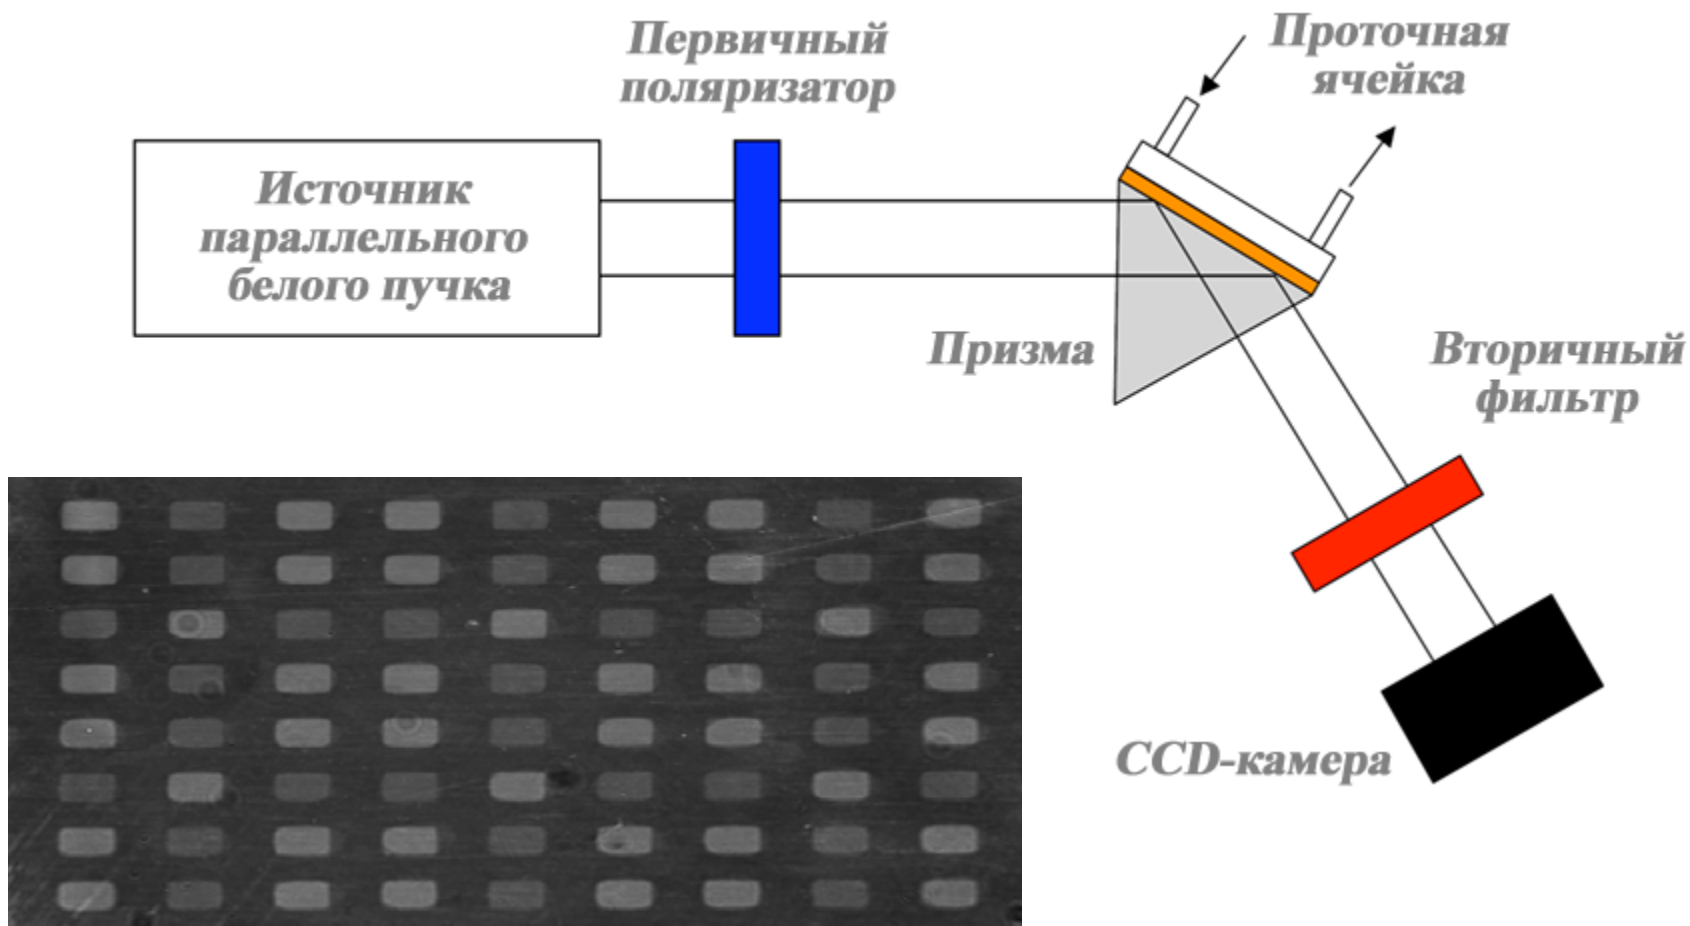 Первичный
поляризатор
Проточная
ячейка
Источник
параллельного
белого пучка
Призма
Вторичный
фильтр
CCD-камера